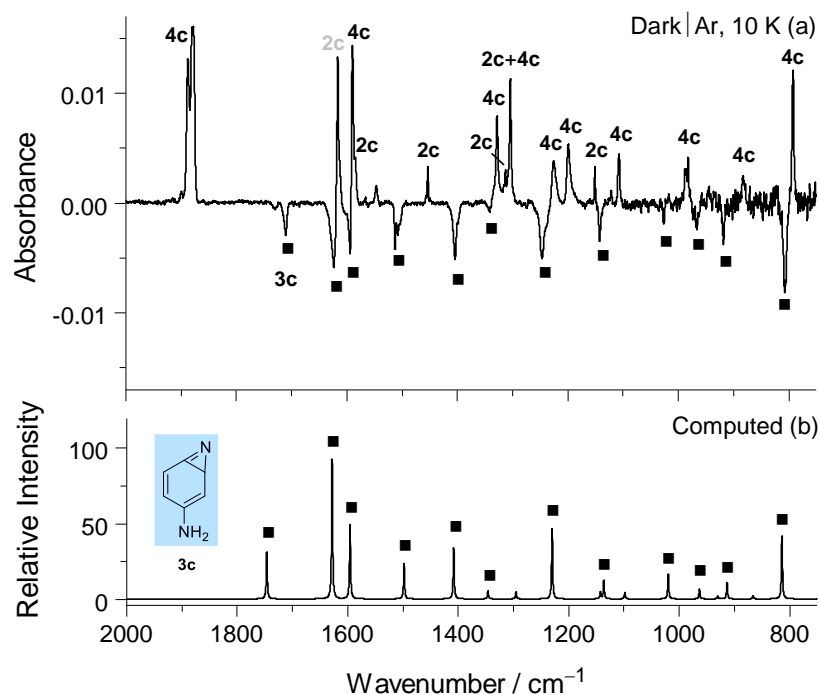 Dark | Ar, 10 K (a)
4c
2c
4c
2c+4c
4c
4c
2c
2c
2c
4c
4c
2c
4c
4c
4c
0.01
0.00
-0.01
Absorbance
3c
Computed (b)
Relative Intensity
100
50
0
N
NH2
3c
2000 1800 1600 1400 1200 1000 800
Wavenumber / cm−1